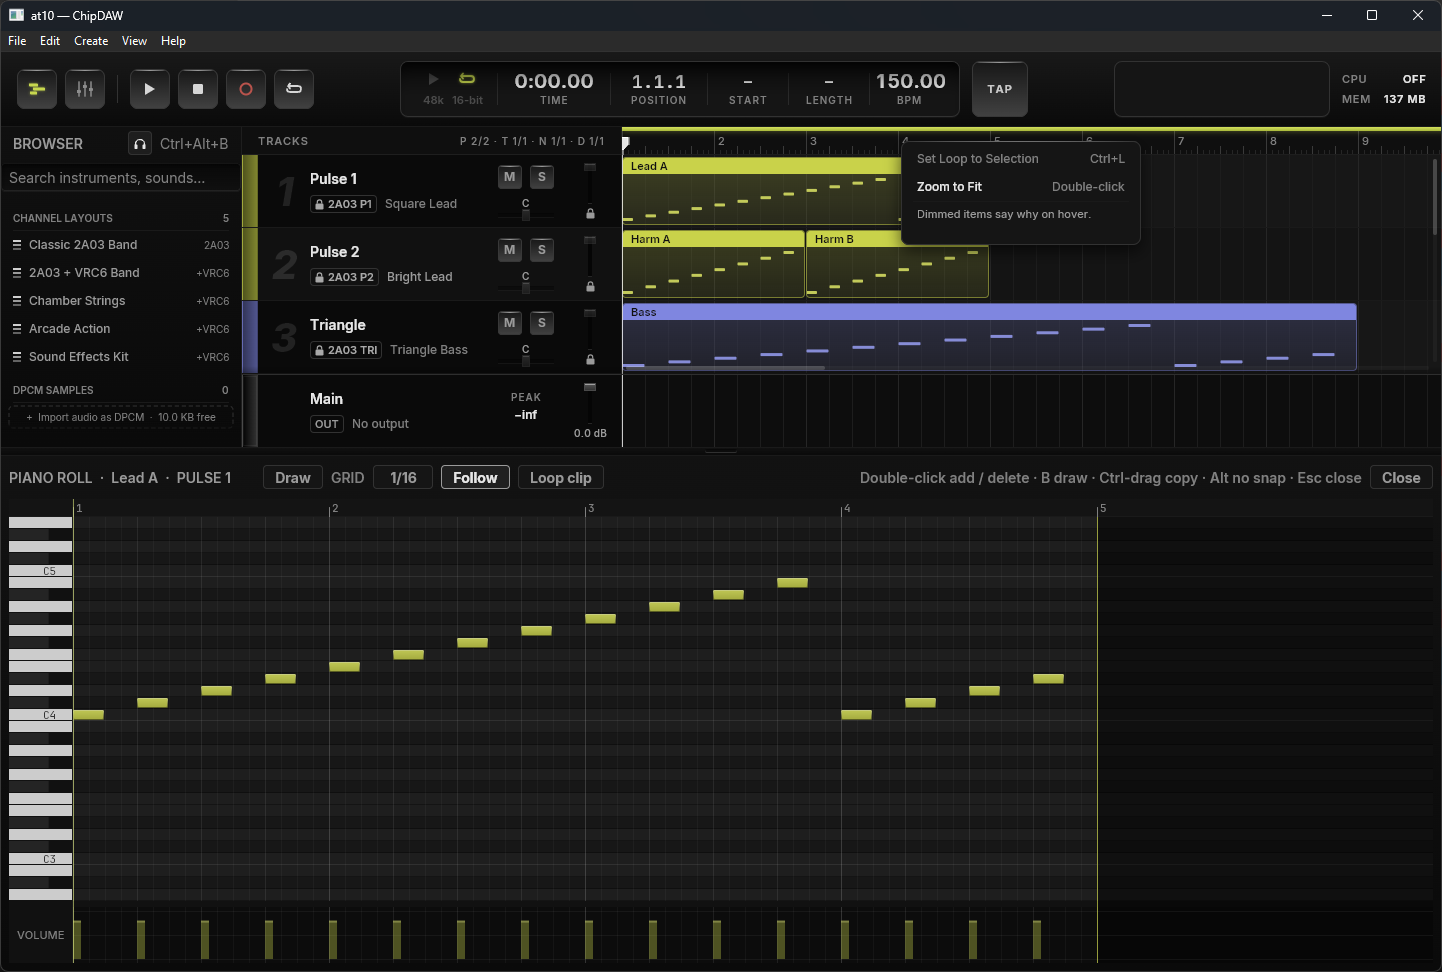 at10 — ChipDAW
File Edit Create View Help
48k 16-bit
0:00.00
TIME
1.1.1
POSITION
–
START
–
LENGTH
150.00
BPM
TAP
CPU OFF
MEM 137 MB
BROWSER Ctrl+Alt+B
Search instruments, sounds...
CHANNEL LAYOUTS 5
Classic 2A03 Band 2A03
2A03 + VRC6 Band +VRC6
Chamber Strings +VRC6
Arcade Action +VRC6
Sound Effects Kit +VRC6
DPCM SAMPLES 0
+ Import audio as DPCM · 10.0 KB free
TRACKS P 2/2 · T 1/1 · N 1/1 · D 1/1
1 Pulse 1 M S
2A03 P1 Square Lead C
2 Pulse 2 M S
2A03 P2 Bright Lead C
3 Triangle M S
2A03 TRI Triangle Bass C
Main PEAK
OUT No output –inf
0.0 dB
2 3 4 5 6 7 8 9
Lead A
Harm A Harm B
Bass
Set Loop to Selection Ctrl+L
Zoom to Fit Double-click
Dimmed items say why on hover.
PIANO ROLL · Lead A · PULSE 1 Draw GRID 1/16 Follow Loop clip Double-click add / delete · B draw · Ctrl-drag copy · Alt no snap · Esc close Close
1 2 3 4 5
C5
C4
C3
VOLUME